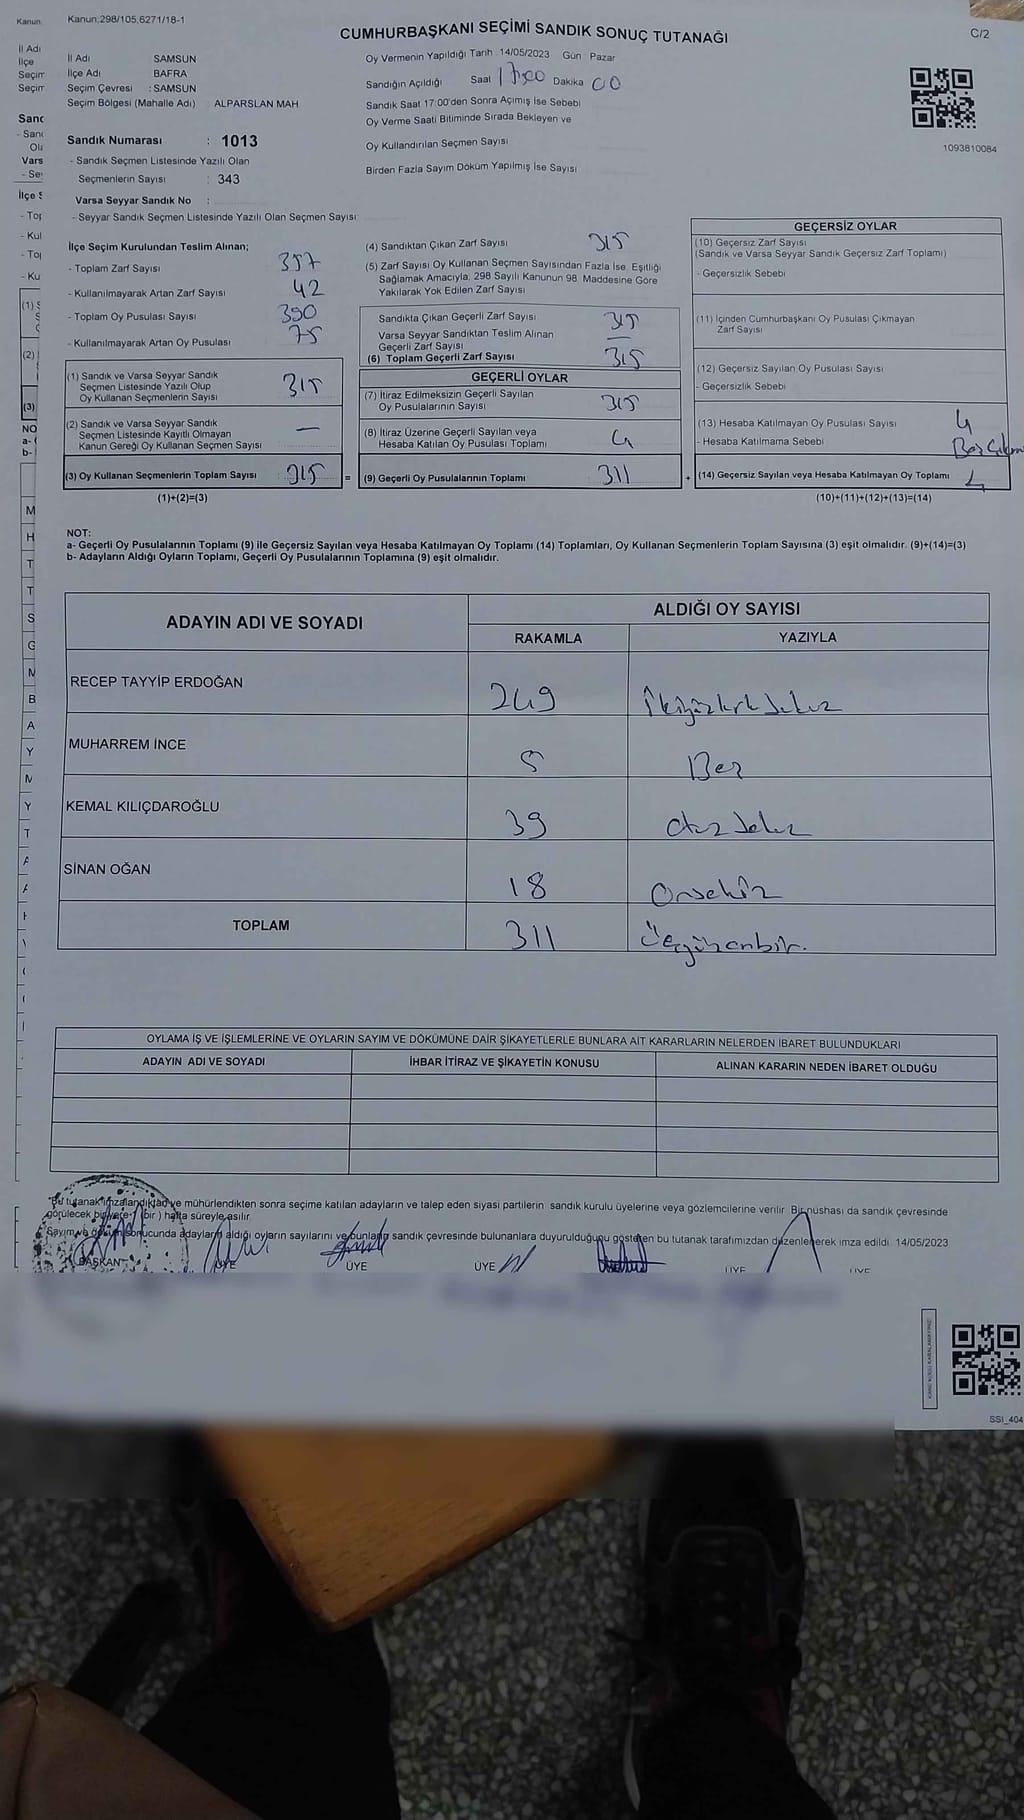 Kanun:298/105,6271/18-1
CUMHURBAŞKANI SEÇİMİ SANDIK SONUÇ TUTANAĞI
C/2
İl Adı SAMSUN
İlçe Adı BAFRA
Seçim Çevresi : SAMSUN
Seçim Bölgesi (Mahalle Adı) : ALPARSLAN MAH
Sandık Numarası : 1013
- Sandık Seçmen Listesinde Yazılı Olan
Seçmenlerin Sayısı : 343
Varsa Seyyar Sandık No :
- Seyyar Sandık Seçmen Listesinde Yazılı Olan Seçmen Sayısı:
Oy Vermenin Yapıldığı Tarih :14/05/2023 Gün : Pazar
Sandığın Açıldığı Saat 17:00 Dakika 00
Sandık Saat 17:00'den Sonra Açımış İse Sebebi
Oy Verme Saati Bitiminde Sırada Bekleyen ve
Oy Kullandırılan Seçmen Sayısı
Birden Fazla Sayım Döküm Yapılmış İse Sayısı
1093810084
İlçe Seçim Kurulundan Teslim Alınan;
- Toplam Zarf Sayısı 357
- Kullanılmayarak Artan Zarf Sayısı 42
- Toplam Oy Pusulası Sayısı 390
- Kullanılmayarak Artan Oy Pusulası 75
(1) Sandık ve Varsa Seyyar Sandık
Seçmen Listesinde Yazılı Olup
Oy Kullanan Seçmenlerin Sayısı 315
(2) Sandık ve Varsa Seyyar Sandık
Seçmen Listesinde Kayıtlı Olmayan
Kanun Gereği Oy Kullanan Seçmen Sayısı —
(3) Oy Kullanan Seçmenlerin Toplam Sayısı 315 =
(1)+(2)=(3)
(4) Sandıktan Çıkan Zarf Sayısı 315
(5) Zarf Sayısı Oy Kullanan Seçmen Sayısından Fazla İse, Eşitliği
Sağlamak Amacıyla; 298 Sayılı Kanunun 98. Maddesine Göre
Yakılarak Yok Edilen Zarf Sayısı
Sandıkta Çıkan Geçerli Zarf Sayısı 315
Varsa Seyyar Sandıktan Teslim Alınan
Geçerli Zarf Sayısı —
(6) Toplam Geçerli Zarf Sayısı 315
GEÇERLİ OYLAR
(7) İtiraz Edilmeksizin Geçerli Sayılan
Oy Pusulalarının Sayısı 315
(8) İtiraz Üzerine Geçerli Sayılan veya
Hesaba Katılan Oy Pusulası Toplamı 4
(9) Geçerli Oy Pusulalarının Toplamı 311 +
GEÇERSİZ OYLAR
(10) Geçersiz Zarf Sayısı
(Sandık ve Varsa Seyyar Sandık Geçersiz Zarf Toplamı)
- Geçersizlik Sebebi
(11) İçinden Cumhurbaşkanı Oy Pusulası Çıkmayan
Zarf Sayısı
(12) Geçersiz Sayılan Oy Pusulası Sayısı
- Geçersizlik Sebebi
(13) Hesaba Katılmayan Oy Pusulası Sayısı 4
- Hesaba Katılmama Sebebi
(14) Geçersiz Sayılan veya Hesaba Katılmayan Oy Toplamı 4
(10)+(11)+(12)+(13)=(14)
NOT:
a- Geçerli Oy Pusulalarının Toplamı (9) ile Geçersiz Sayılan veya Hesaba Katılmayan Oy Toplamı (14) Toplamları, Oy Kullanan Seçmenlerin Toplam Sayısına (3) eşit olmalıdır. (9)+(14)=(3)
b- Adayların Aldığı Oyların Toplamı, Geçerli Oy Pusulalarının Toplamına (9) eşit olmalıdır.
ADAYIN ADI VE SOYADI ALDIĞI OY SAYISI
RAKAMLA YAZIYLA
RECEP TAYYİP ERDOĞAN 249 İkiyüzkırkdokuz
MUHARREM İNCE 5 Beş
KEMAL KILIÇDAROĞLU 39 otuzdokuz
SİNAN OĞAN 18 Onsekiz
TOPLAM 311 Üçyüzonbir.
OYLAMA İŞ VE İŞLEMLERİNE VE OYLARIN SAYIM VE DÖKÜMÜNE DAİR ŞİKAYETLERLE BUNLARA AİT KARARLARIN NELERDEN İBARET BULUNDUKLARI
ADAYIN ADI VE SOYADI İHBAR İTİRAZ VE ŞİKAYETİN KONUSU ALINAN KARARIN NEDEN İBARET OLDUĞU
Bu tutanak imzalandıktan ve mühürlendikten sonra seçime katılan adayların ve talep eden siyasi partilerin sandık kurulu üyelerine veya gözlemcilerine verilir. Bir nüshası da sandık çevresinde
görülecek bir yere ( bir ) hafta süreyle asılır.
Sayım ve döküm sonucunda adayların aldığı oyların sayılarını ve bunların sandık çevresinde bulunanlara duyurulduğunu gösteren bu tutanak tarafımızdan düzenlenerek imza edildi. 14/05/2023
BAŞKAN ÜYE ÜYE ÜYE ÜYE ÜYE
SSI_404